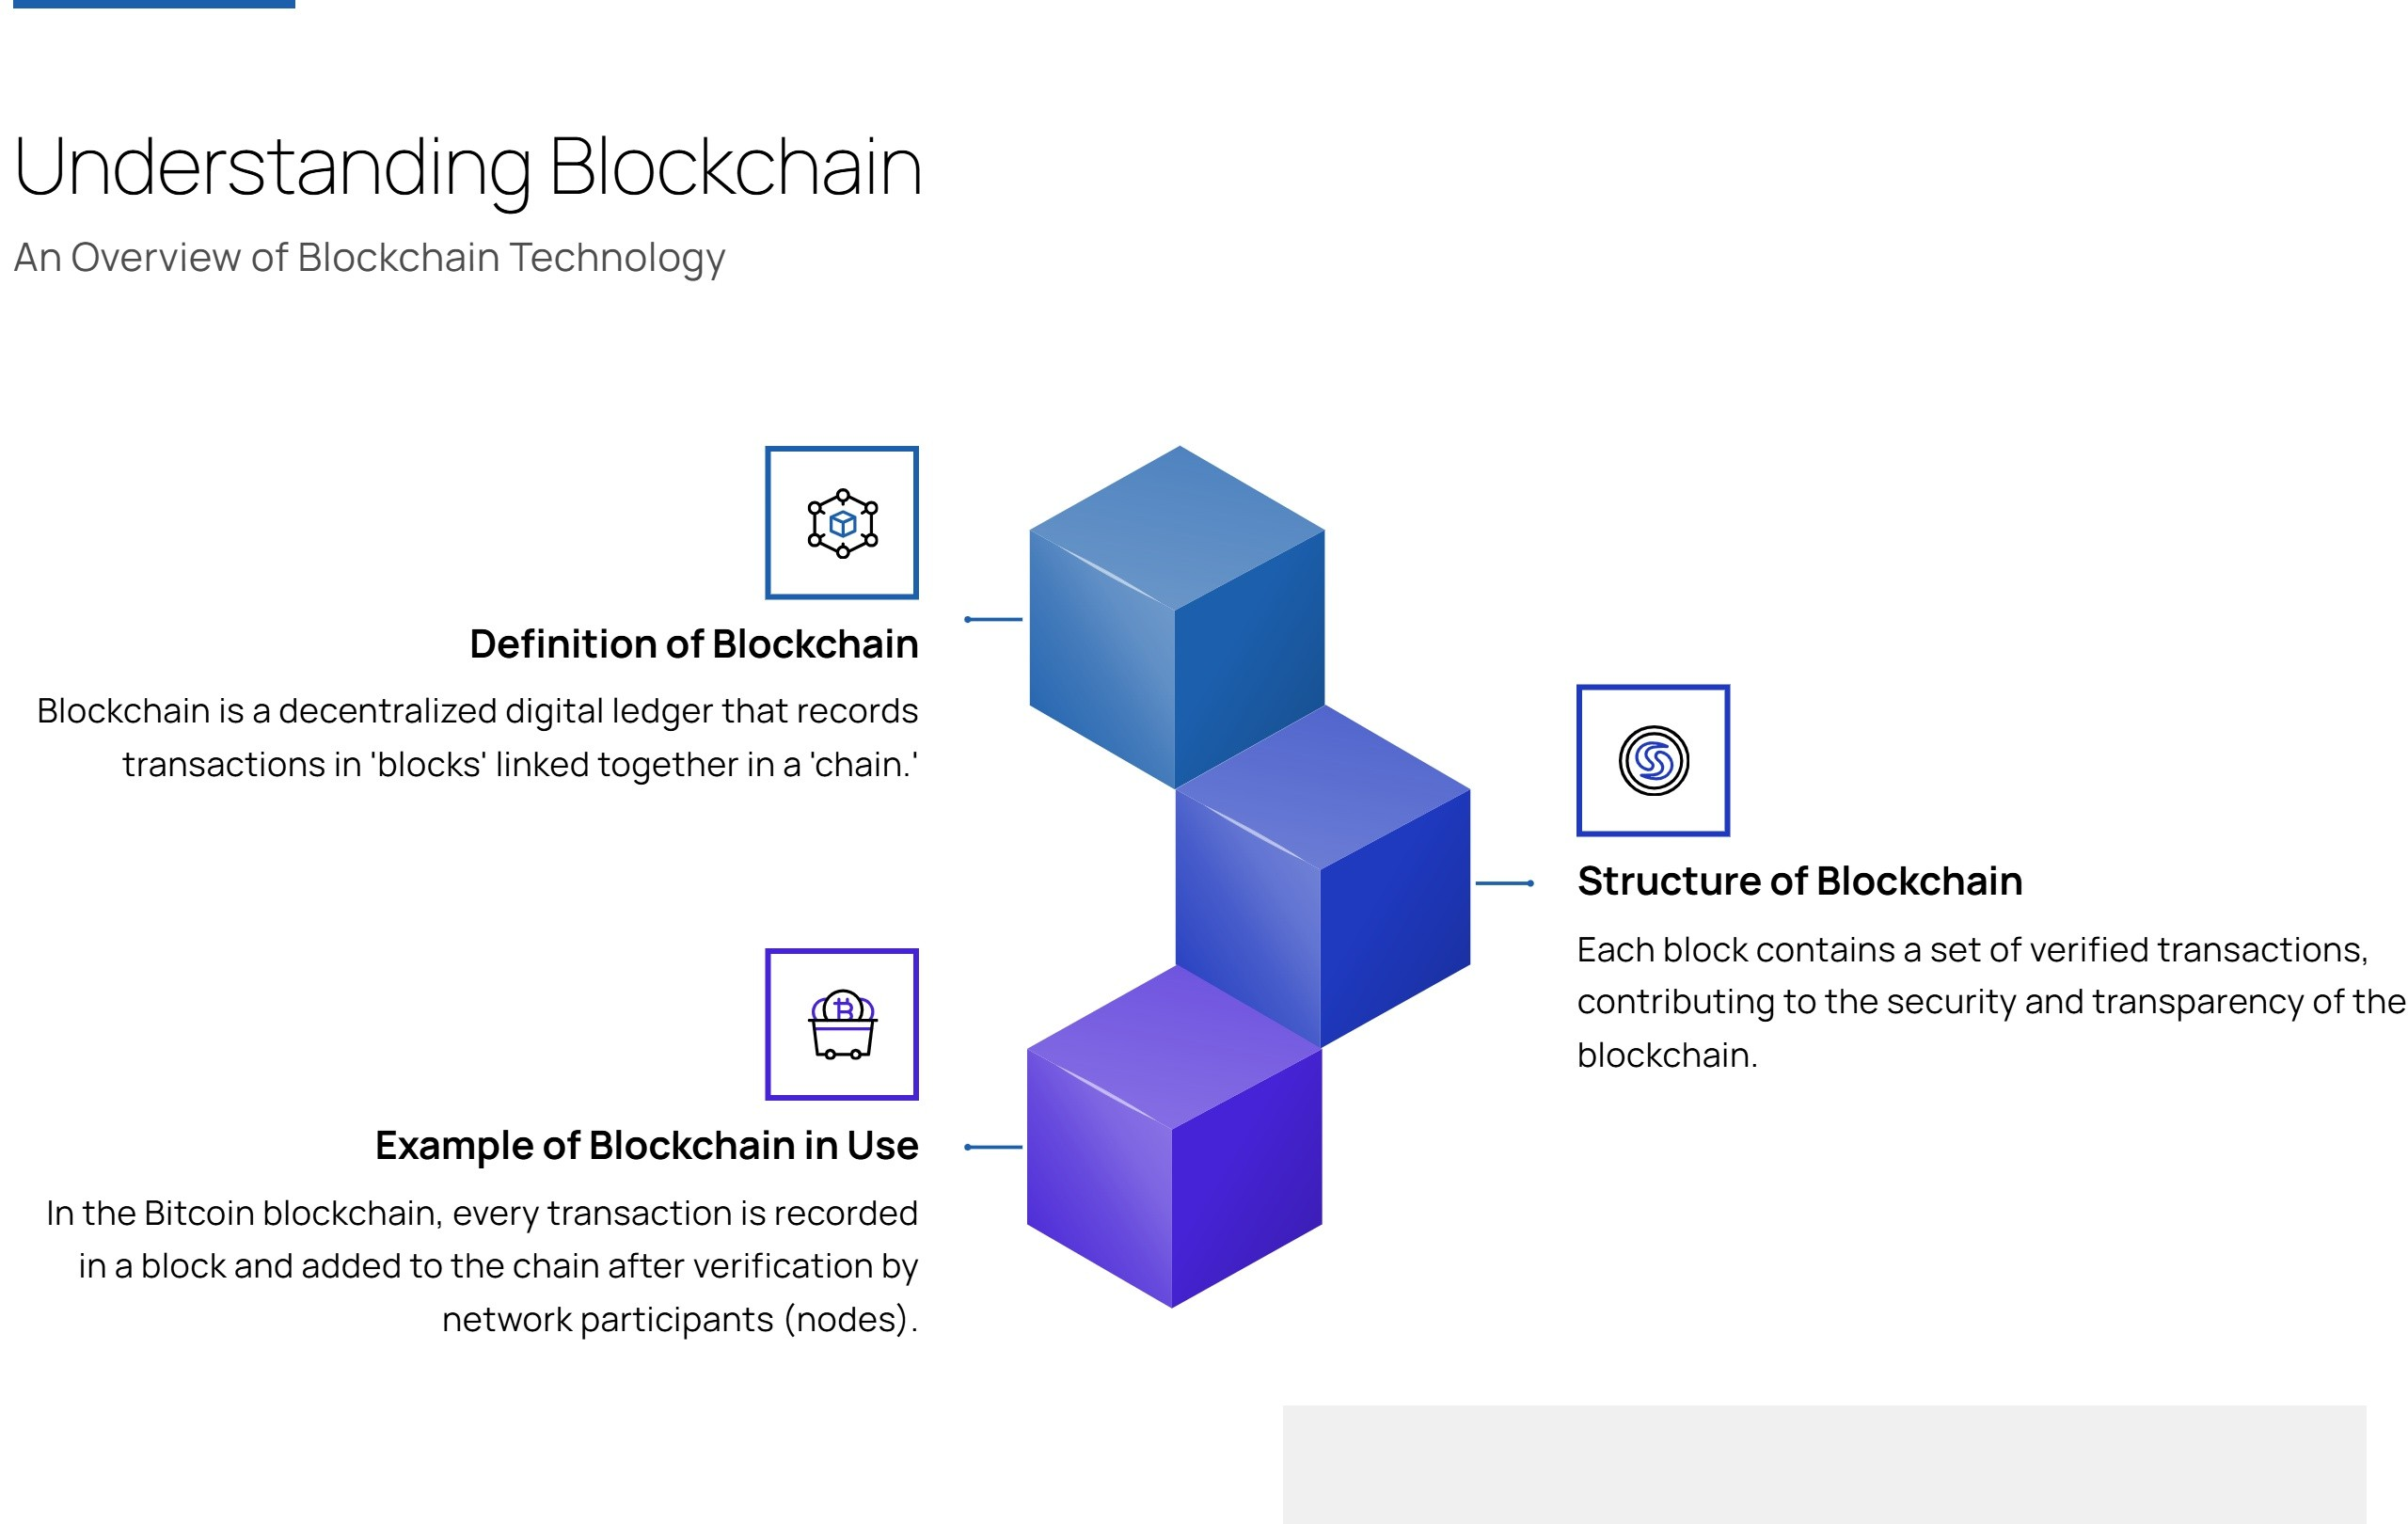 Understanding Blockchain
An Overview of Blockchain Technology
Definition of Blockchain
Blockchain is a decentralized digital ledger that records
transactions in 'blocks' linked together in a 'chain.'
Structure of Blockchain
Each block contains a set of verified transactions,
contributing to the security and transparency of the
blockchain.
Example of Blockchain in Use
In the Bitcoin blockchain, every transaction is recorded
in a block and added to the chain after verification by
network participants (nodes).